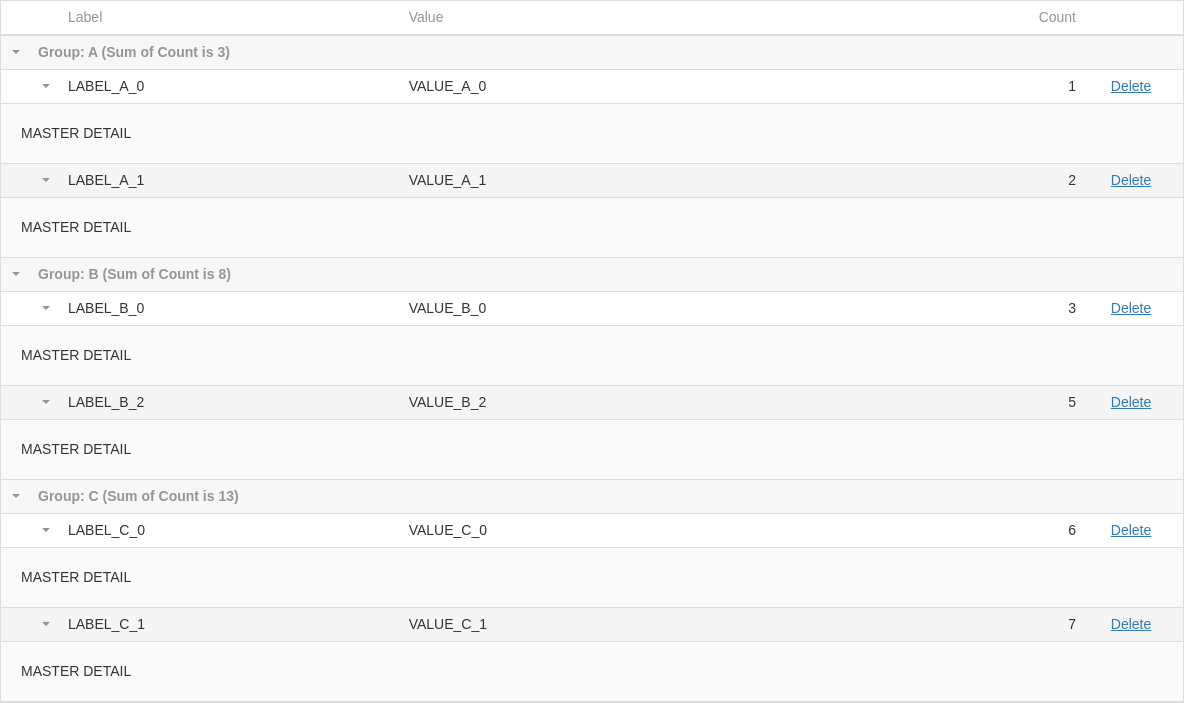 Label Value Count
Group: A (Sum of Count is 3)
LABEL_A_0 VALUE_A_0 1 Delete
MASTER DETAIL
LABEL_A_1 VALUE_A_1 2 Delete
MASTER DETAIL
Group: B (Sum of Count is 8)
LABEL_B_0 VALUE_B_0 3 Delete
MASTER DETAIL
LABEL_B_2 VALUE_B_2 5 Delete
MASTER DETAIL
Group: C (Sum of Count is 13)
LABEL_C_0 VALUE_C_0 6 Delete
MASTER DETAIL
LABEL_C_1 VALUE_C_1 7 Delete
MASTER DETAIL